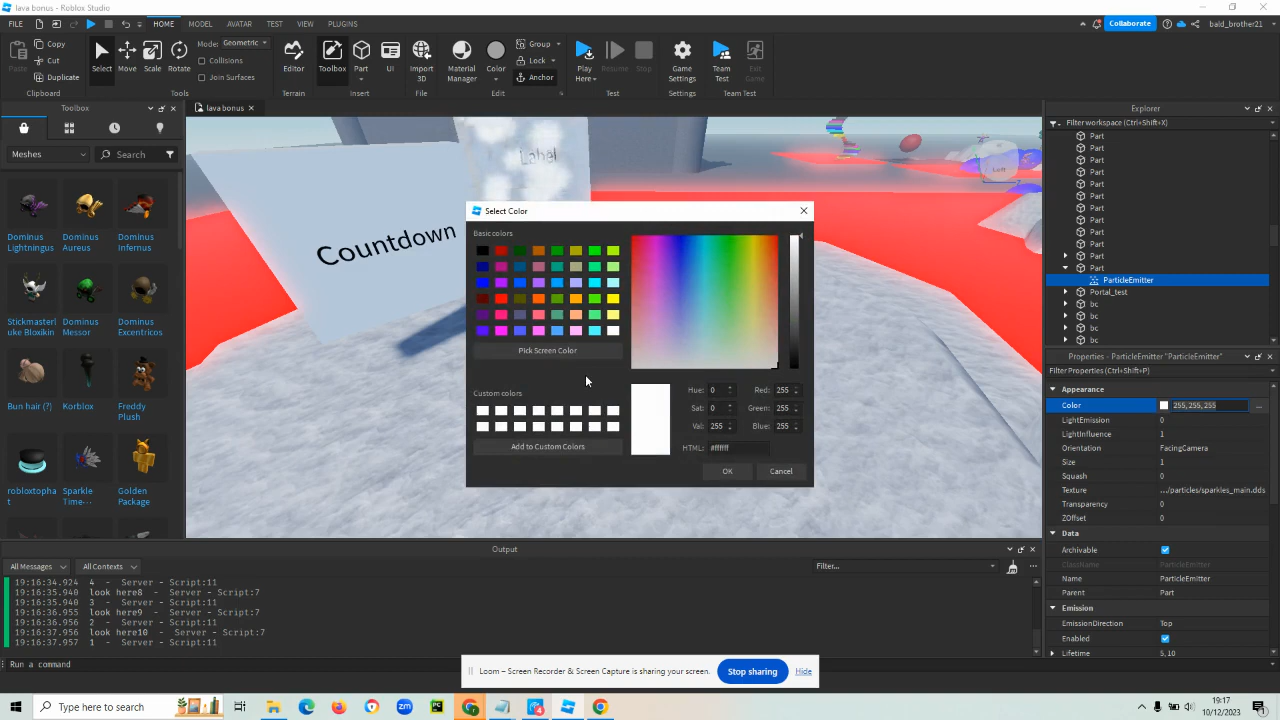 lava bonus - Roblox Studio
FILE HOME MODEL AVATAR TEST VIEW PLUGINS Collaborate bald_brother21
Copy
Cut
Duplicate
Paste
Clipboard
Select Move Scale Rotate
Mode: Geometric
Collisions
Join Surfaces
Tools
Editor
Terrain
Toolbox Part UI
Insert
Import 3D
File
Material Manager Color
Group
Lock
Anchor
Edit
Play Here Resume Stop
Test
Game Settings
Settings
Team Test Exit Game
Team Test
Toolbox
Meshes Search
Dominus Lightningus
Dominus Aureus
Dominus Infernus
Stickmasterluke Bloxikin
Dominus Messor
Dominus Excentricos
Bun hair (?)
Korblox
Freddy Plush
robloxtophat
Sparkle Time...
Golden Package
lava bonus
Countdown
Label
Left
Select Color
Basic colors
Pick Screen Color
Custom colors
Add to Custom Colors
Hue: 0 Red: 255
Sat: 0 Green: 255
Val: 255 Blue: 255
HTML: #ffffff
OK Cancel
Explorer
Filter workspace (Ctrl+Shift+X)
Part
Part
Part
Part
Part
Part
Part
Part
Part
Part
Part
Part
ParticleEmitter
Portal_test
bc
bc
bc
bc
Properties - ParticleEmitter "ParticleEmitter"
Filter Properties (Ctrl+Shift+P)
Appearance
Color 255,255,255
LightEmission 0
LightInfluence 1
Orientation FacingCamera
Size 1
Squash 0
Texture .../particles/sparkles_main.dds
Transparency 0
ZOffset 0
Data
Archivable
ClassName ParticleEmitter
Name ParticleEmitter
Parent Part
Emission
EmissionDirection Top
Enabled
Lifetime 5, 10
Output
All Messages All Contexts Filter...
19:16:34.924 4 - Server - Script:11
19:16:35.940 look here8 - Server - Script:7
19:16:35.940 3 - Server - Script:11
19:16:36.955 look here9 - Server - Script:7
19:16:36.956 2 - Server - Script:11
19:16:37.956 look here10 - Server - Script:7
19:16:37.957 1 - Server - Script:11
Run a command
Loom – Screen Recorder & Screen Capture is sharing your screen. Stop sharing Hide
Type here to search
19:17
10/12/2023